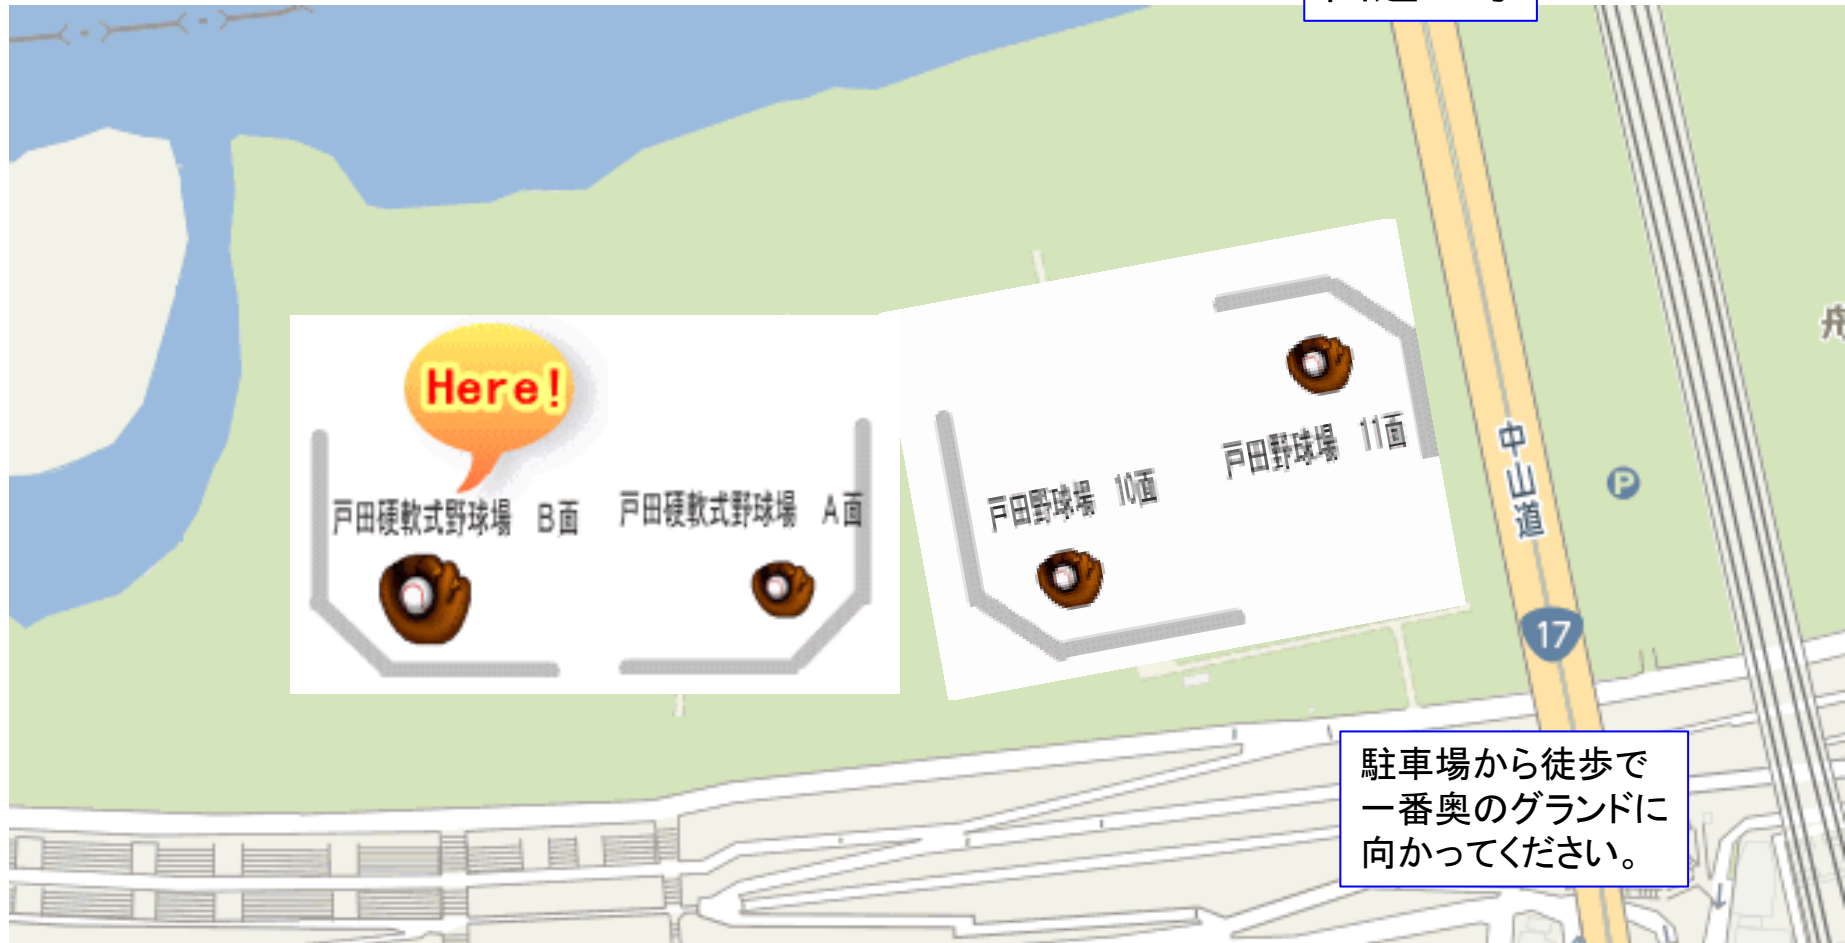 Here!
戸田硬軟式野球場　B面
戸田硬軟式野球場　A面
戸田野球場　10面
戸田野球場　11面
中山道
P
17
駐車場から徒歩で
一番奥のグランドに
向かってください。